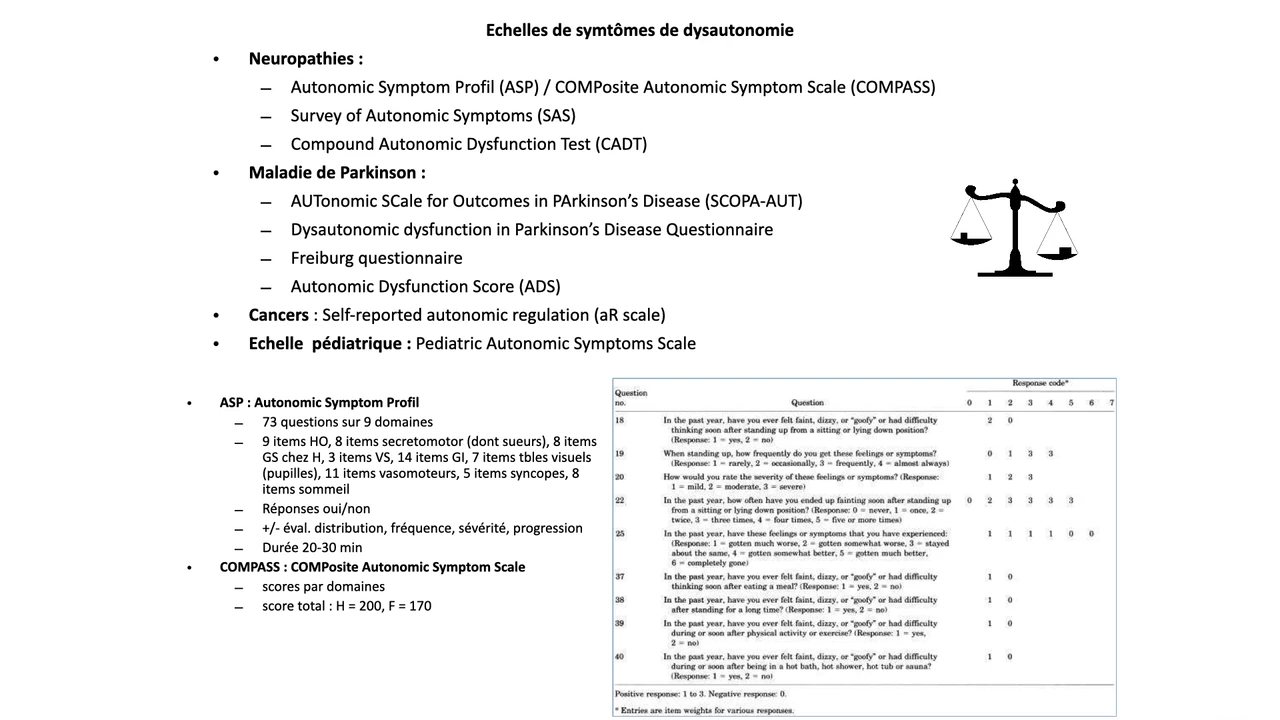 Echelles de symtômes de dysautonomie
• Neuropathies :
– Autonomic Symptom Profil (ASP) / COMPosite Autonomic Symptom Scale (COMPASS)
– Survey of Autonomic Symptoms (SAS)
– Compound Autonomic Dysfunction Test (CADT)
• Maladie de Parkinson :
– AUTonomic SCale for Outcomes in PArkinson’s Disease (SCOPA-AUT)
– Dysautonomic dysfunction in Parkinson’s Disease Questionnaire
– Freiburg questionnaire
– Autonomic Dysfunction Score (ADS)
• Cancers : Self-reported autonomic regulation (aR scale)
• Echelle pédiatrique : Pediatric Autonomic Symptoms Scale
• ASP : Autonomic Symptom Profil
– 73 questions sur 9 domaines
– 9 items HO, 8 items secretomotor (dont sueurs), 8 items
GS chez H, 3 items VS, 14 items GI, 7 items tbles visuels
(pupilles), 11 items vasomoteurs, 5 items syncopes, 8
items sommeil
– Réponses oui/non
– +/- éval. distribution, fréquence, sévérité, progression
– Durée 20-30 min
• COMPASS : COMPosite Autonomic Symptom Scale
– scores par domaines
– score total : H = 200, F = 170
Response code*
Question
no. Question 0 1 2 3 4 5 6 7
18 In the past year, have you ever felt faint, dizzy, or “goofy” or had difficulty 2 0
thinking soon after standing up from a sitting or lying down position?
(Response: 1 = yes, 2 = no)
19 When standing up, how frequently do you get these feelings or symptoms? 0 1 3 3
(Response: 1 = rarely, 2 = occasionally, 3 = frequently, 4 = almost always)
20 How would you rate the severity of these feelings or symptoms? (Response: 1 2 3
1 = mild, 2 = moderate, 3 = severe)
22 In the past year, how often have you ended up fainting soon after standing up 0 2 3 3 3 3
from a sitting or lying down position? (Response: 0 = never, 1 = once, 2 =
twice, 3 = three times, 4 = four times, 5 = five or more times)
25 In the past year, have these feelings or symptoms that you have experienced: 1 1 1 1 0 0
(Response: 1 = gotten much worse, 2 = gotten somewhat worse, 3 = stayed
about the same, 4 = gotten somewhat better, 5 = gotten much better,
6 = completely gone)
37 In the past year, have you ever felt faint, dizzy, or “goofy” or had difficulty 1 0
thinking soon after eating a meal? (Response: 1 = yes, 2 = no)
38 In the past year, have you ever felt faint, dizzy, or “goofy” or had difficulty 1 0
after standing for a long time? (Response: 1 = yes, 2 = no)
39 In the past year, have you ever felt faint, dizzy, or “goofy” or had difficulty 1 0
during or soon after physical activity or exercise? (Response: 1 = yes,
2 = no)
40 In the past year, have you ever felt faint, dizzy, or “goofy” or had difficulty 1 0
during or soon after being in a hot bath, hot shower, hot tub or sauna?
(Response: 1 = yes, 2 = no)
Positive response: 1 to 3. Negative response: 0.
* Entries are item weights for various responses.